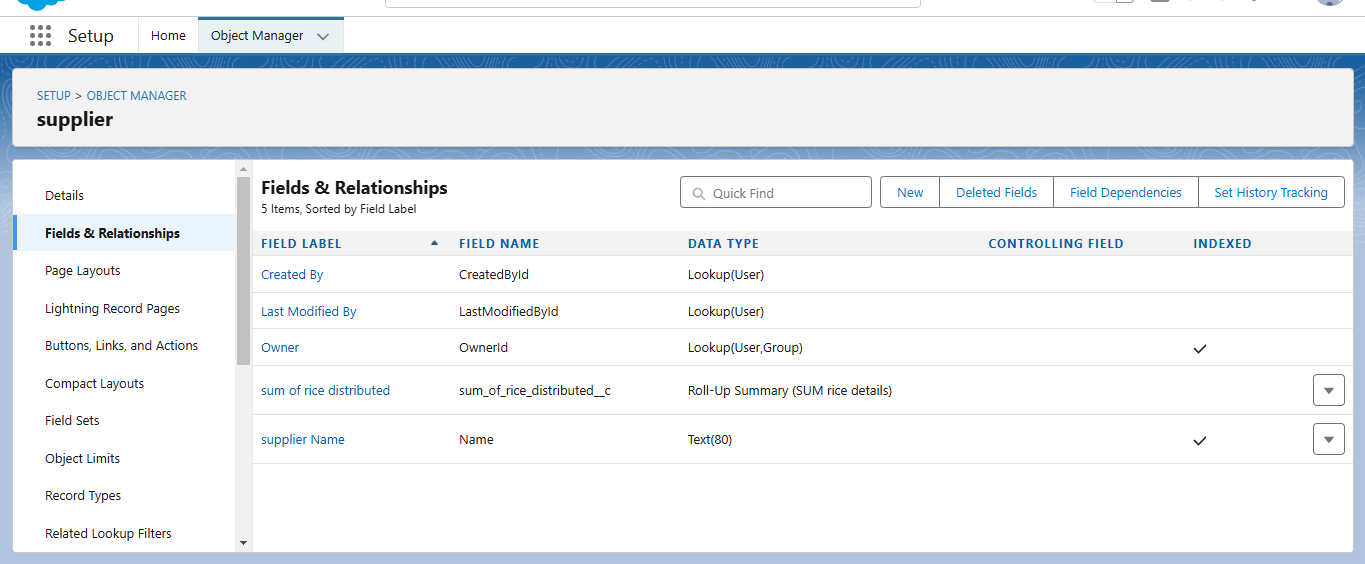 Setup
Home
Object Manager
SETUP > OBJECT MANAGER
supplier
Details
Fields & Relationships
Page Layouts
Lightning Record Pages
Buttons, Links, and Actions
Compact Layouts
Field Sets
Object Limits
Record Types
Related Lookup Filters
Fields & Relationships
5 Items, Sorted by Field Label
Quick Find
New
Deleted Fields
Field Dependencies
Set History Tracking
FIELD LABEL FIELD NAME DATA TYPE CONTROLLING FIELD INDEXED
Created By CreatedById Lookup(User)
Last Modified By LastModifiedById Lookup(User)
Owner OwnerId Lookup(User,Group)
sum of rice distributed sum_of_rice_distributed__c Roll-Up Summary (SUM rice details)
supplier Name Name Text(80)